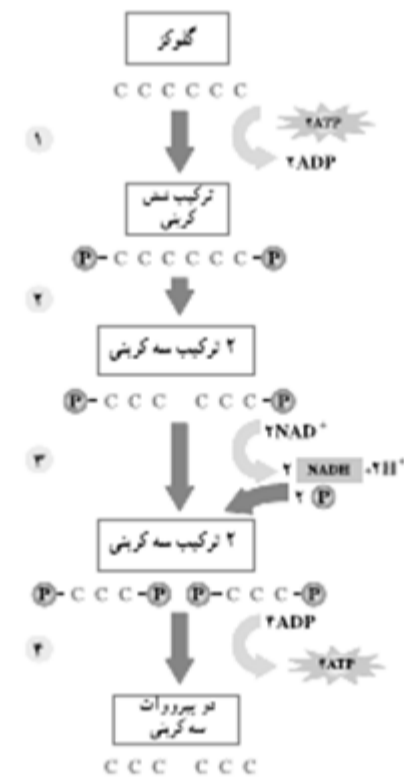 گلوکز
C C C C C C
۱
۲ATP
۲ADP
ترکیب شش
کربنی
P-C C C C C C-P
۲
۲ ترکیب سه کربنی
P-C C C C C C-P
۳
۲NAD+
۲ NADH +۲H+
۲ P
۲ ترکیب سه کربنی
P-C C C-P P-C C C-P
۴
۴ADP
۴ATP
دو پیرووات
سه کربنی
C C C C C C